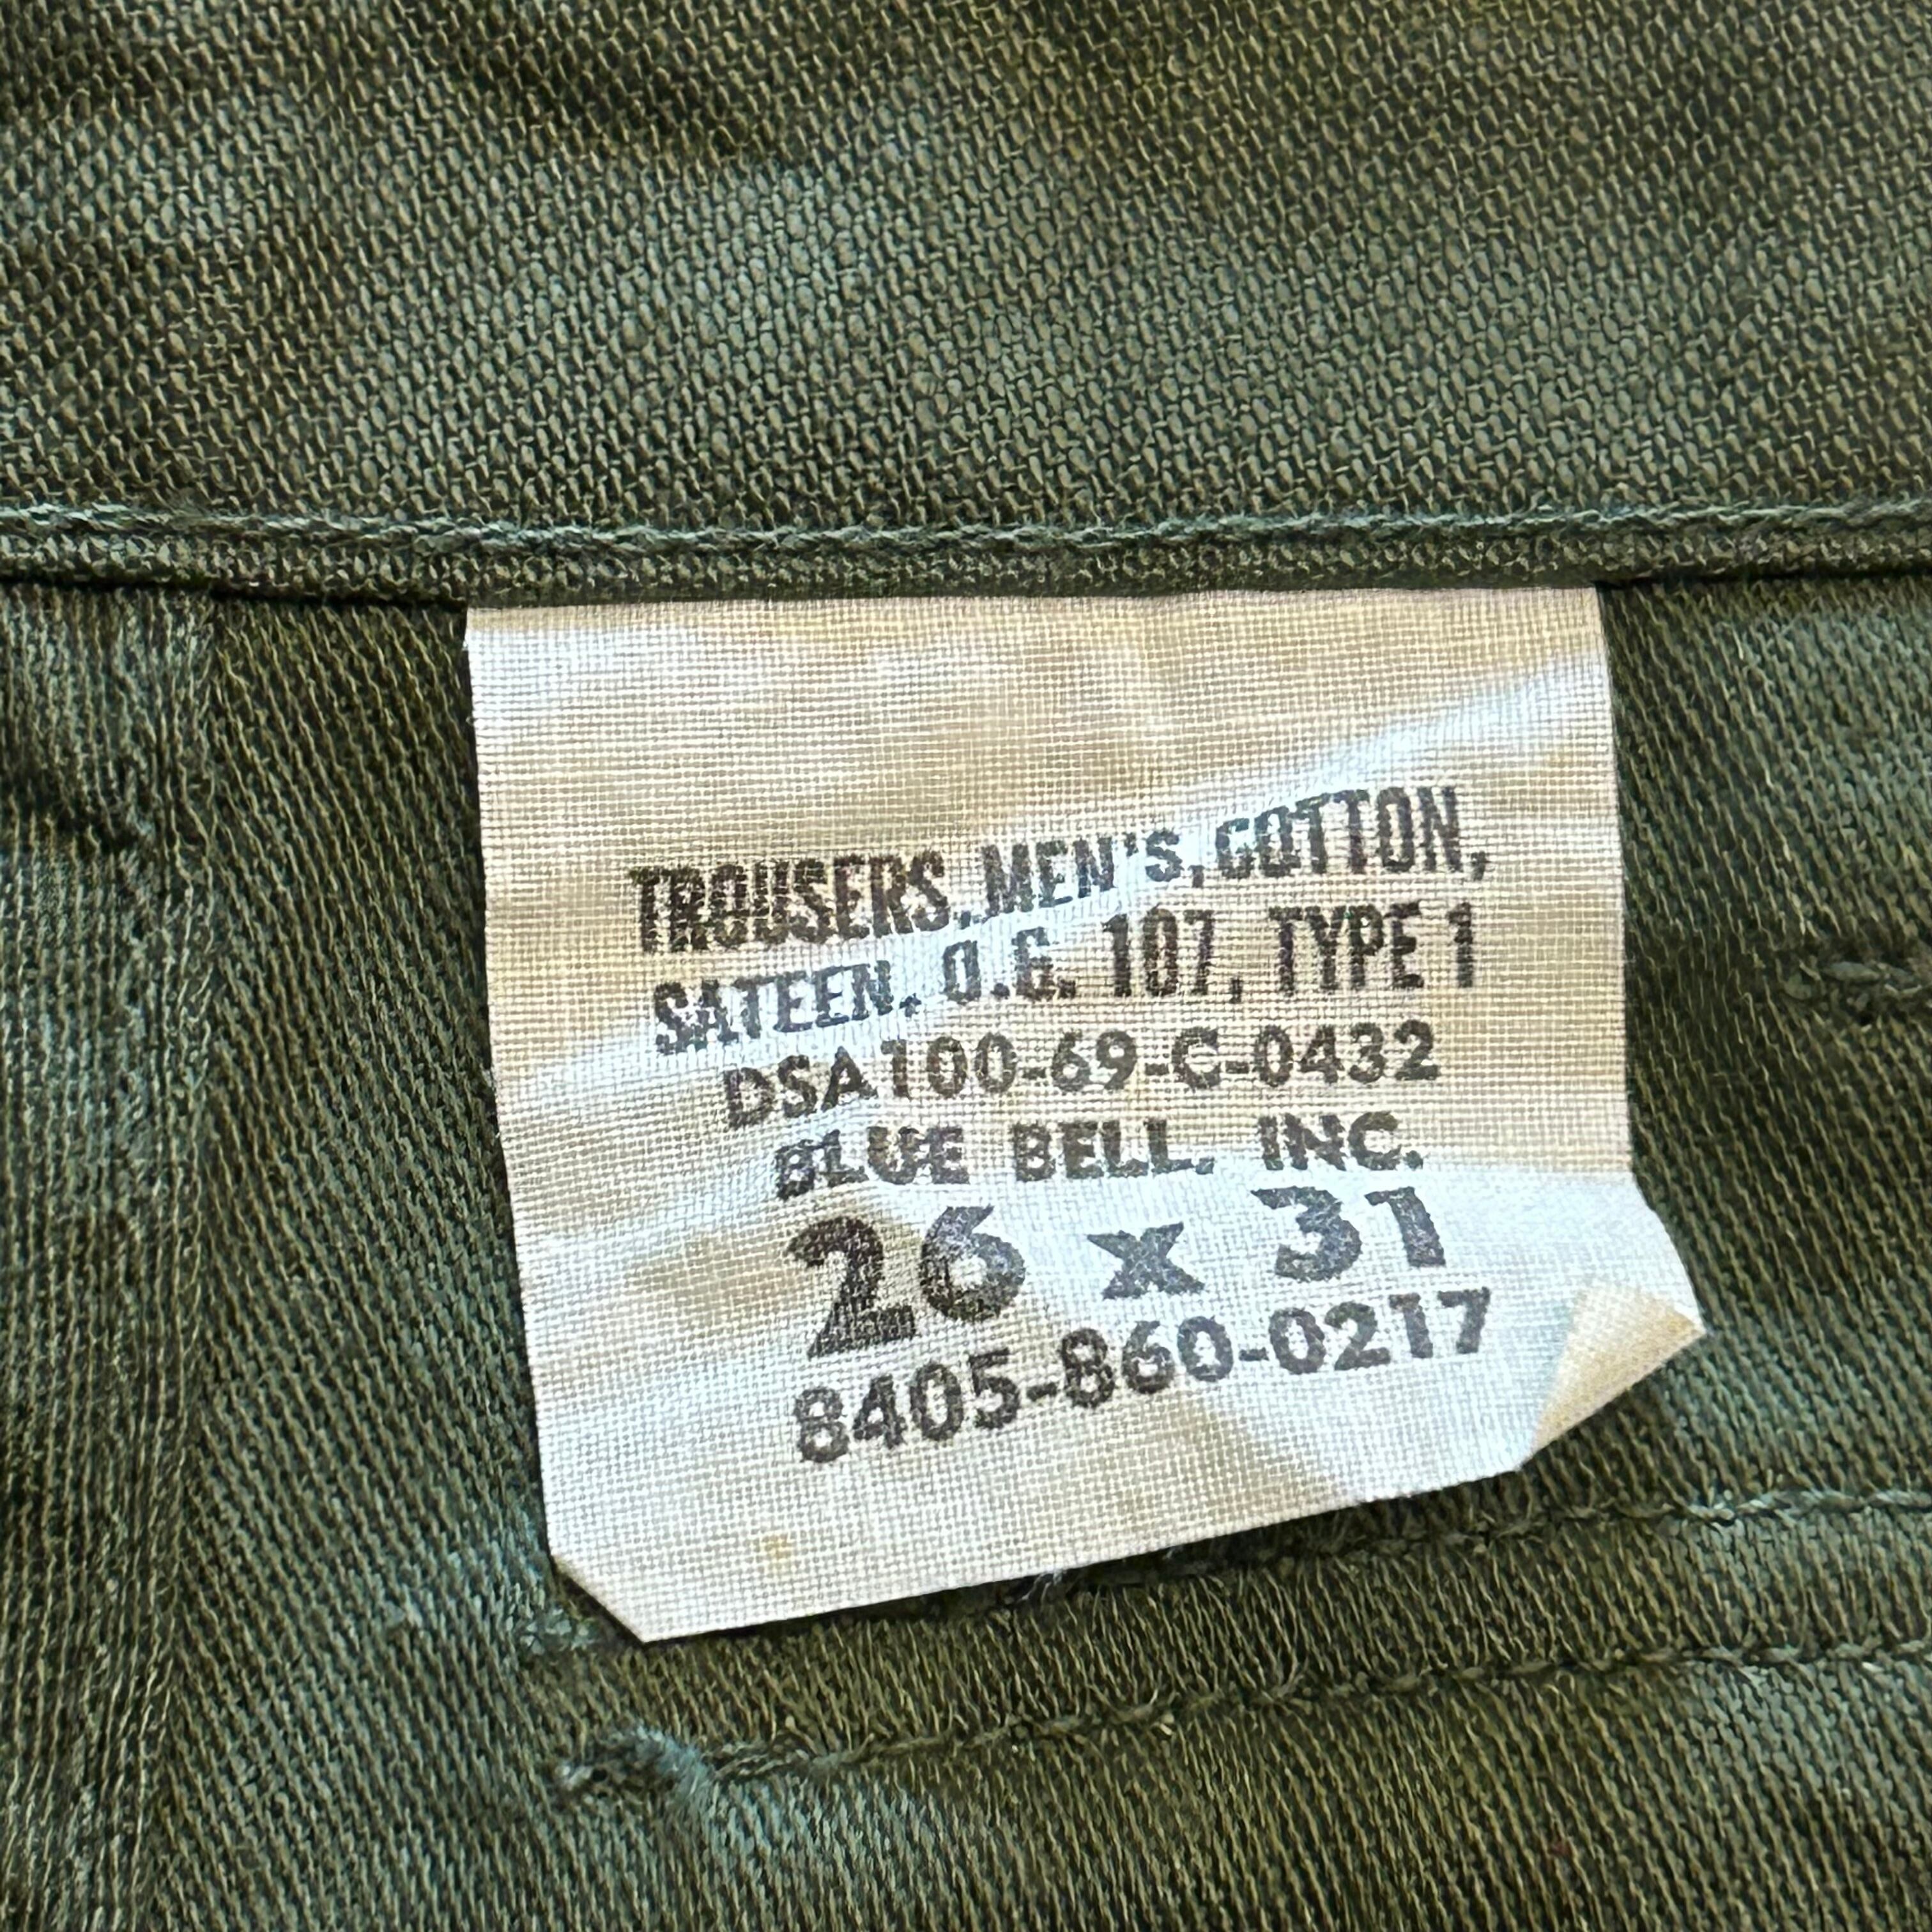 TROUSERS, MEN'S, COTTON,
SATEEN, O.G. 107, TYPE 1
DSA100-69-C-0432
BLUE BELL, INC.
26 x 31
8405-860-0217